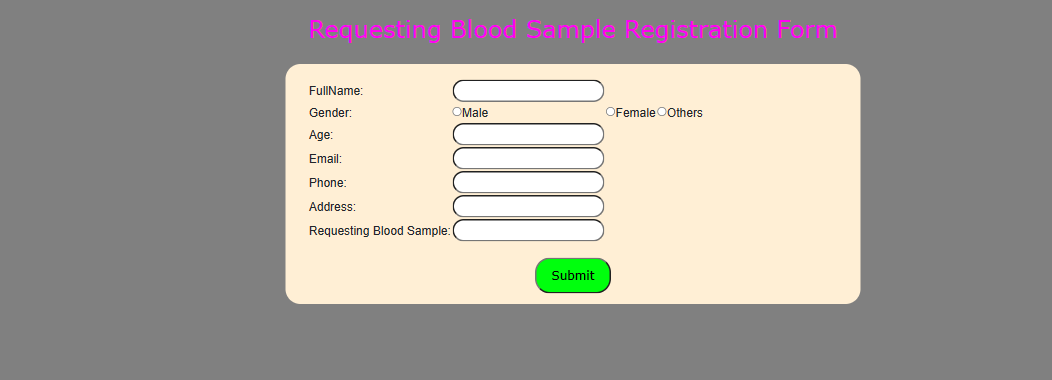 Requesting Blood Sample Registration Form
FullName:
Gender: Male Female Others
Age:
Email:
Phone:
Address:
Requesting Blood Sample:
Submit